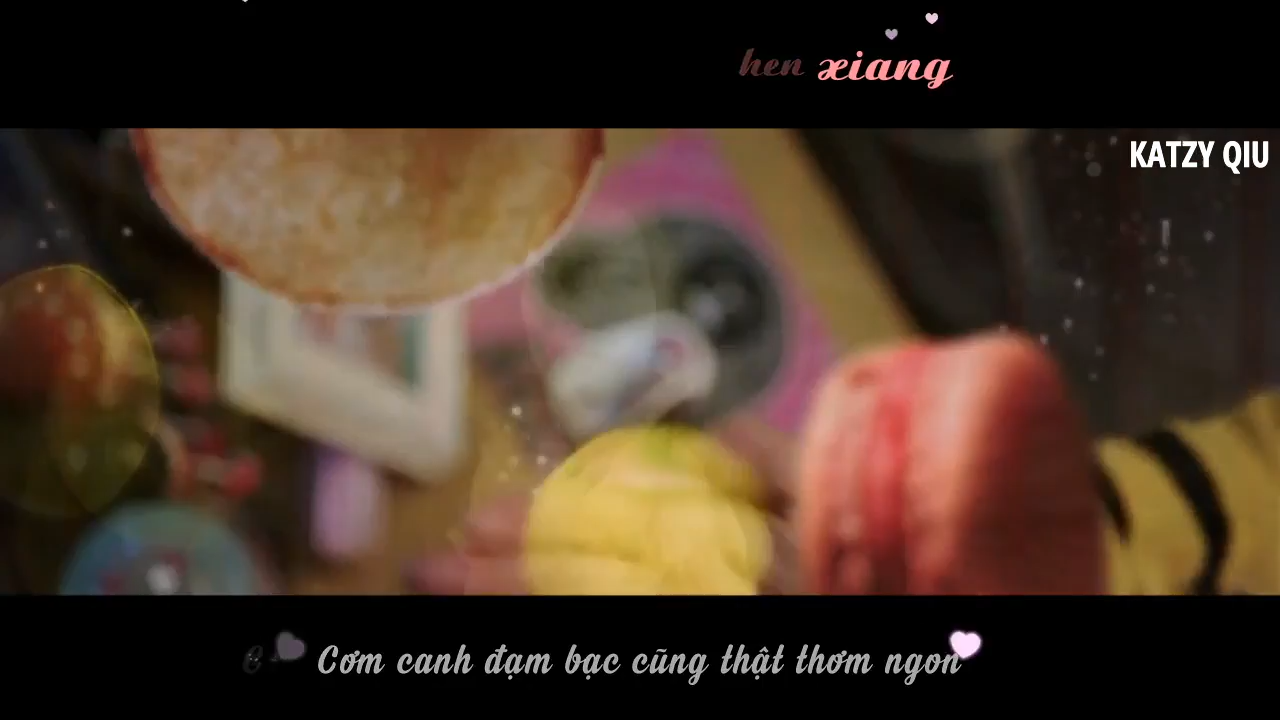 hen xiang
KATZY QIU
Cơm canh đạm bạc cũng thật thơm ngon